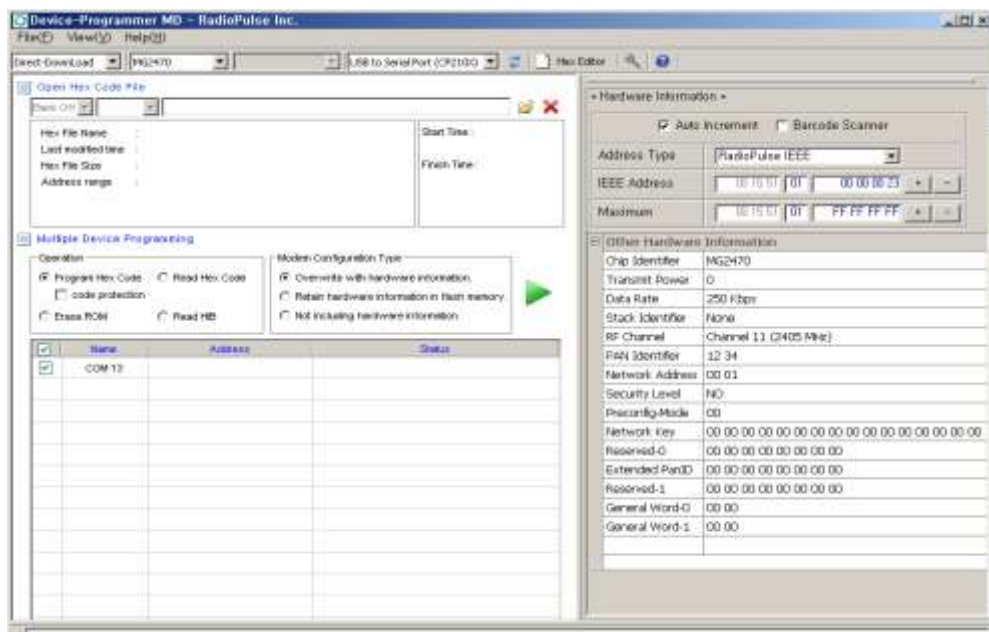 Device-Programmer MD - RadioPulse Inc.
File(F) View(V) Help(H)
Direct-DownLoad MG2470 USB to Serial Port (CP210X) Hex Editor
Open Hex Code File
Bank Off
Hex File Name :
Last modified time :
Hex File Size :
Address range :
Start Time :
Finish Time :
Multiple Device Programming
Operation
Program Hex Code Read Hex Code
code protection
Erase ROM Read HIB
Modem Configuration Type
Overwrite with hardware information.
Retain hardware information in flash memory.
Not including hardware information
Name Address Status
COM 13
- Hardware Information -
Auto Increment Barcode Scanner
Address Type RadioPulse IEEE
IEEE Address 00 15 51 01 00 00 00 23 + -
Maximum 00 15 51 01 FF FF FF FF + -
Other Hardware Information
Chip Identifier MG2470
Transmit Power 0
Data Rate 250 Kbps
Stack Identifier None
RF Channel Channel 11 (2405 MHz)
PAN Identifier 12 34
Network Address 00 01
Security Level NO
Preconfig-Mode 00
Network Key 00 00 00 00 00 00 00 00 00 00 00 00 00 00 00 00
Reserved-0 00 00 00 00 00 00 00 00
Extended PanID 00 00 00 00 00 00 00 00
Reserved-1 00 00 00 00 00 00 00 00
General Word-0 00 00
General Word-1 00 00